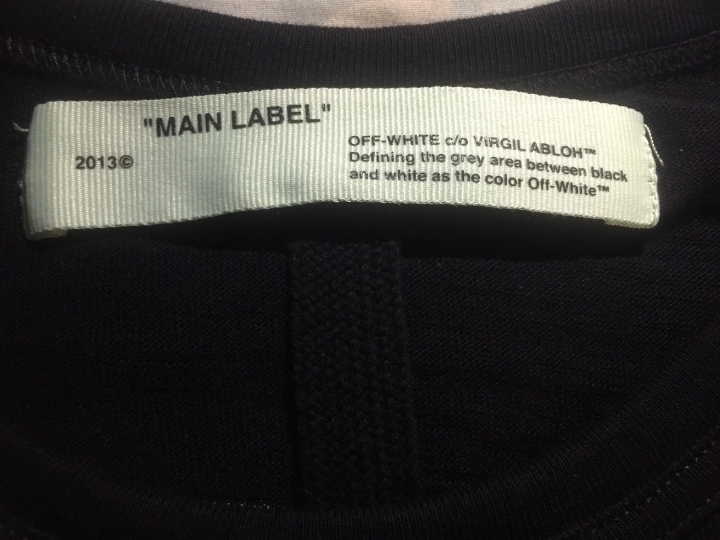 "MAIN LABEL"
2013©
OFF-WHITE c/o VIRGIL ABLOH™
Defining the grey area between black
and white as the color Off-White™